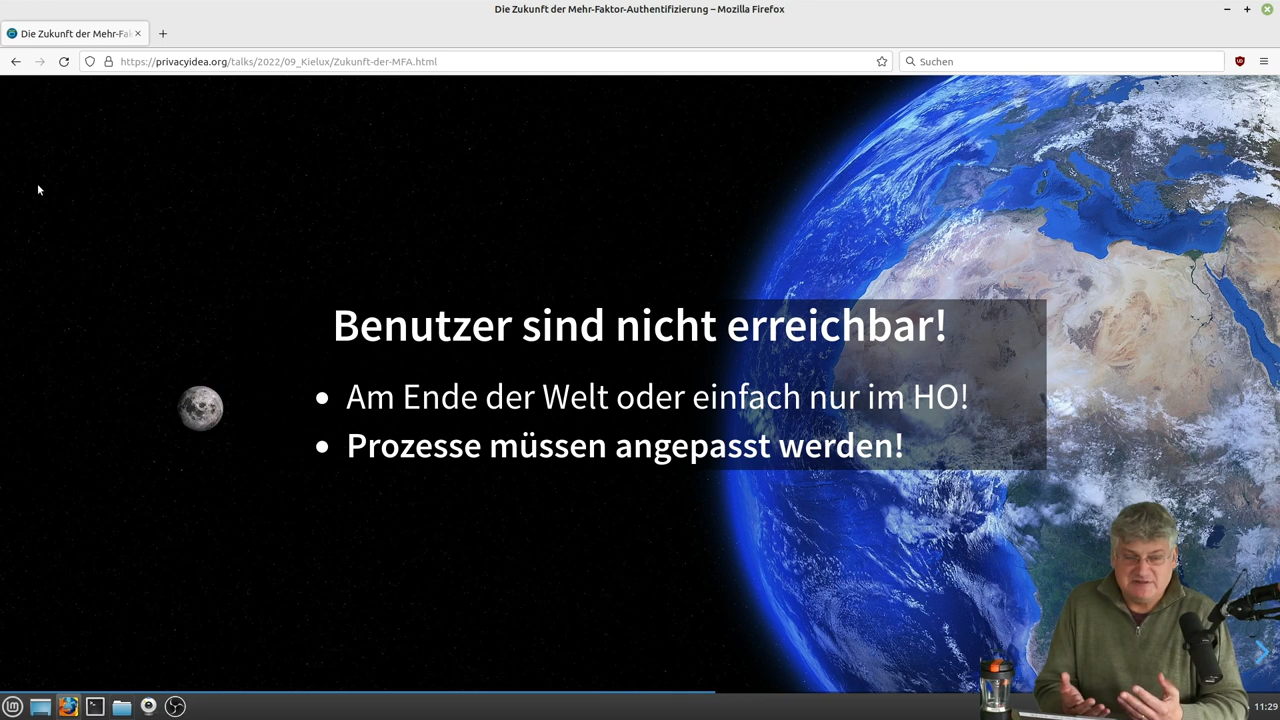 Die Zukunft der Mehr-Faktor-Authentifizierung – Mozilla Firefox
Die Zukunft der Mehr-Fak
https://privacyidea.org/talks/2022/09_Kielux/Zukunft-der-MFA.html
Suchen
Benutzer sind nicht erreichbar!
Am Ende der Welt oder einfach nur im HO!
Prozesse müssen angepasst werden!
11:29